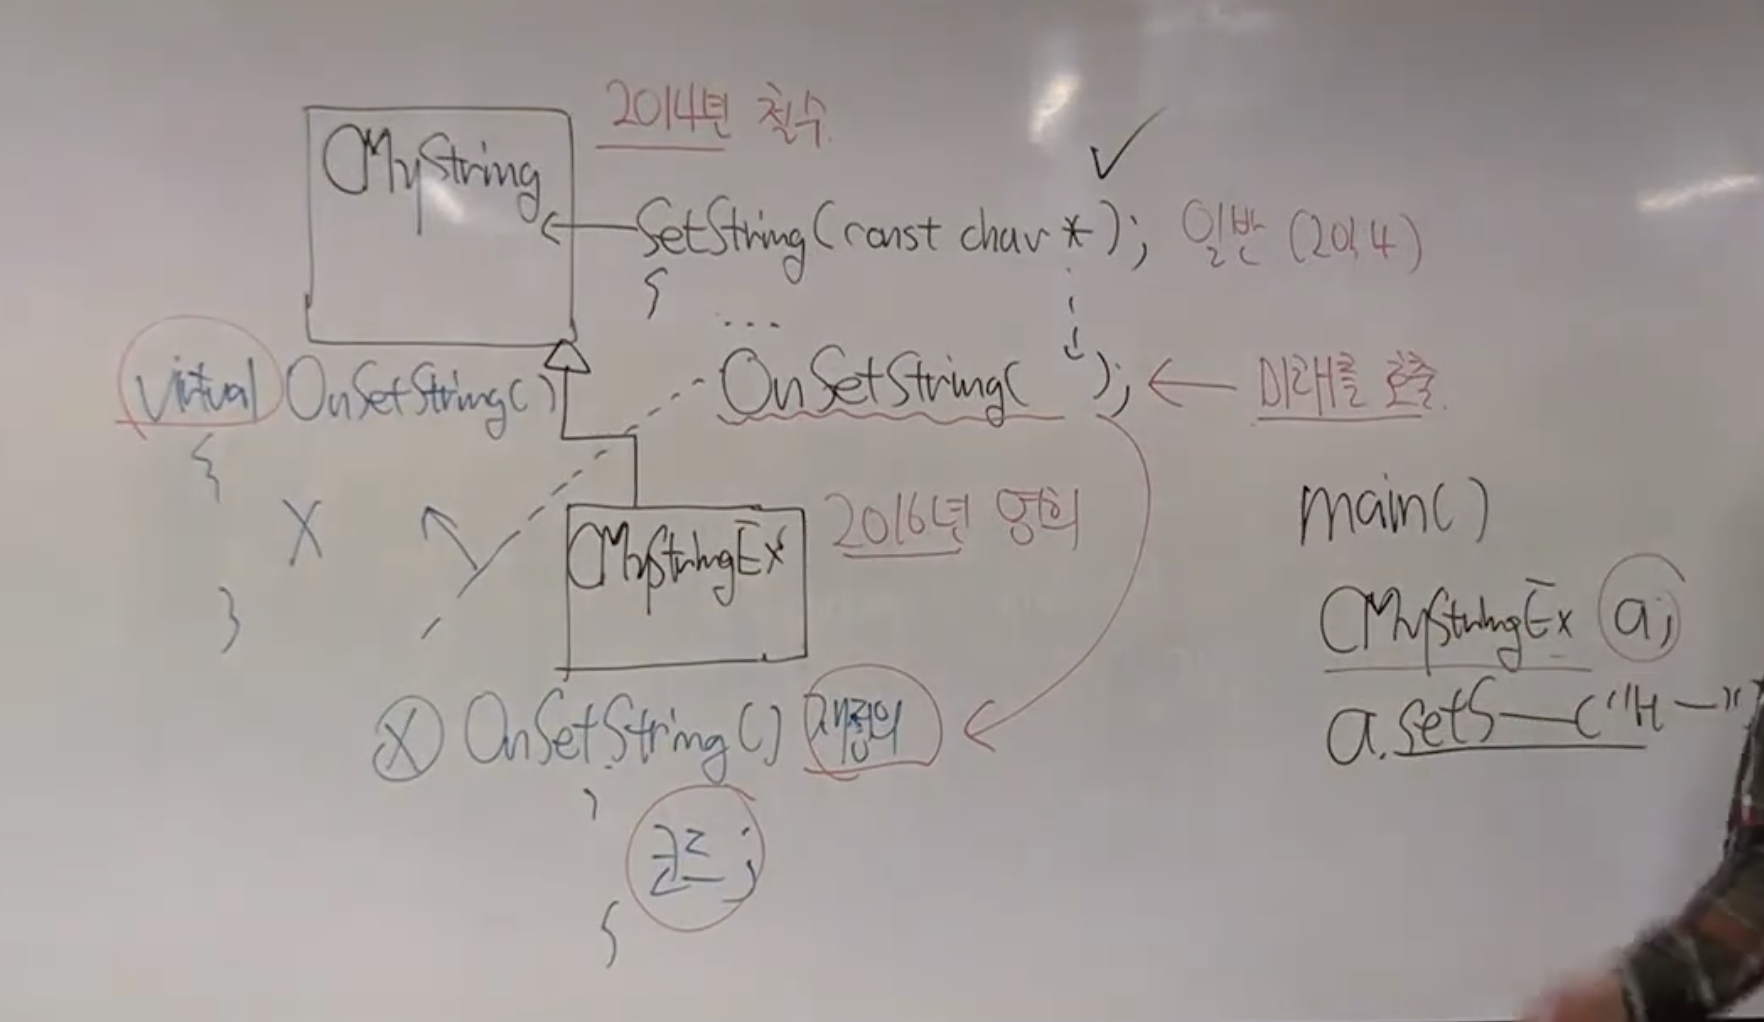 2014년 철수
CMyString
SetString(const char *); 일반 (2014)
{
...
virtual OnSetString()
OnSetString( ); ← 미래를 호출
{
X
}
2016년 영희
CMyStringEx
main()
CMyStringEx a;
a.setS—("H—")
X OnSetString() 재정의
코드;